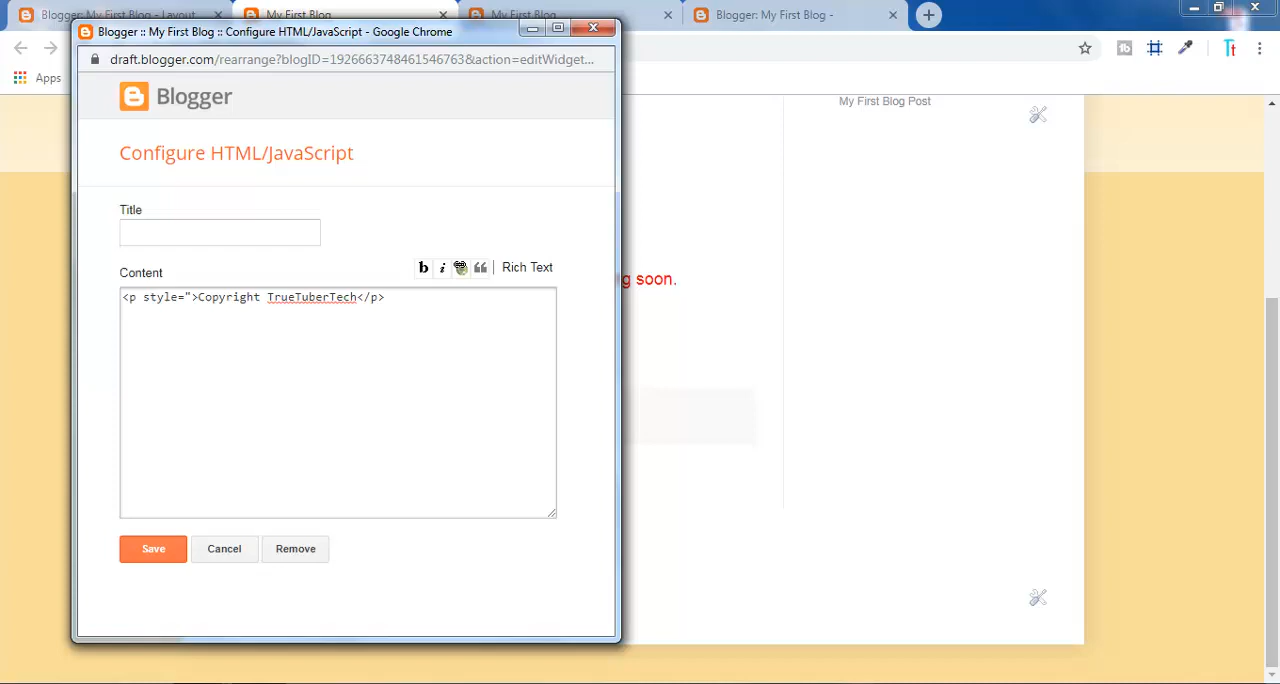 Blogger: My First Blog - Layout
My First Blog
My First Blog
Blogger: My First Blog -
Blogger :: My First Blog :: Configure HTML/JavaScript - Google Chrome
draft.blogger.com/rearrange?blogID=1926663748461546763&action=editWidget...
Tt
Apps
Blogger
My First Blog Post
Configure HTML/JavaScript
Title
Content
b i Rich Text
g soon.
<p style=">Copyright TrueTuberTech</p>
Save Cancel Remove